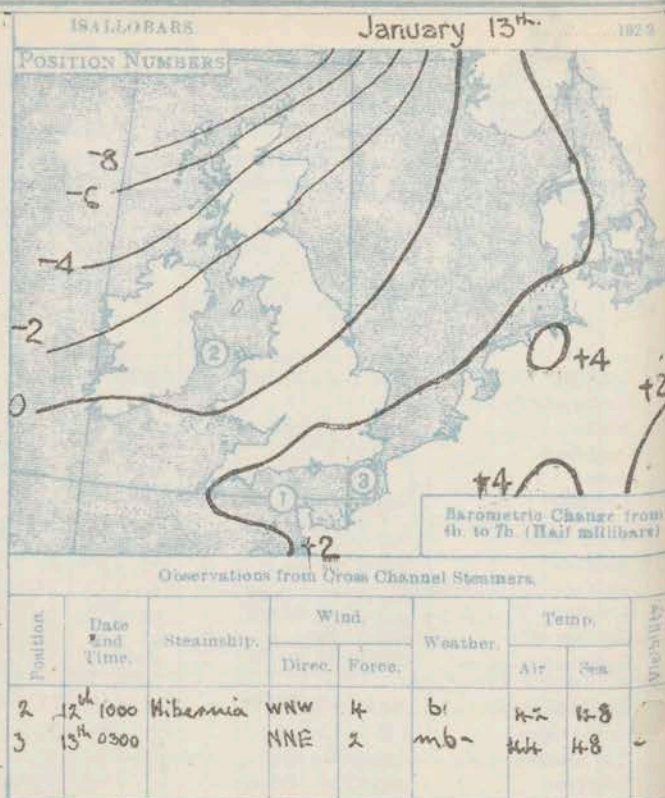 ISALLOBARS. January 13th. 192
POSITION NUMBERS
-8
-6
-4
-2
0
2
+4
+2
+4
1
3
Barometric Change from
4h. to 7h. (Half millibars)
+2
Observations from Cross Channel Steamers.
Position. Date and Time. Steamship. Wind. Weather. Temp.
Direc. Force. Air Sea
2 12th 1000 Hibernia WNW 4 b 42 48
3 13th 0300 NNE 2 mb- 44 48 -